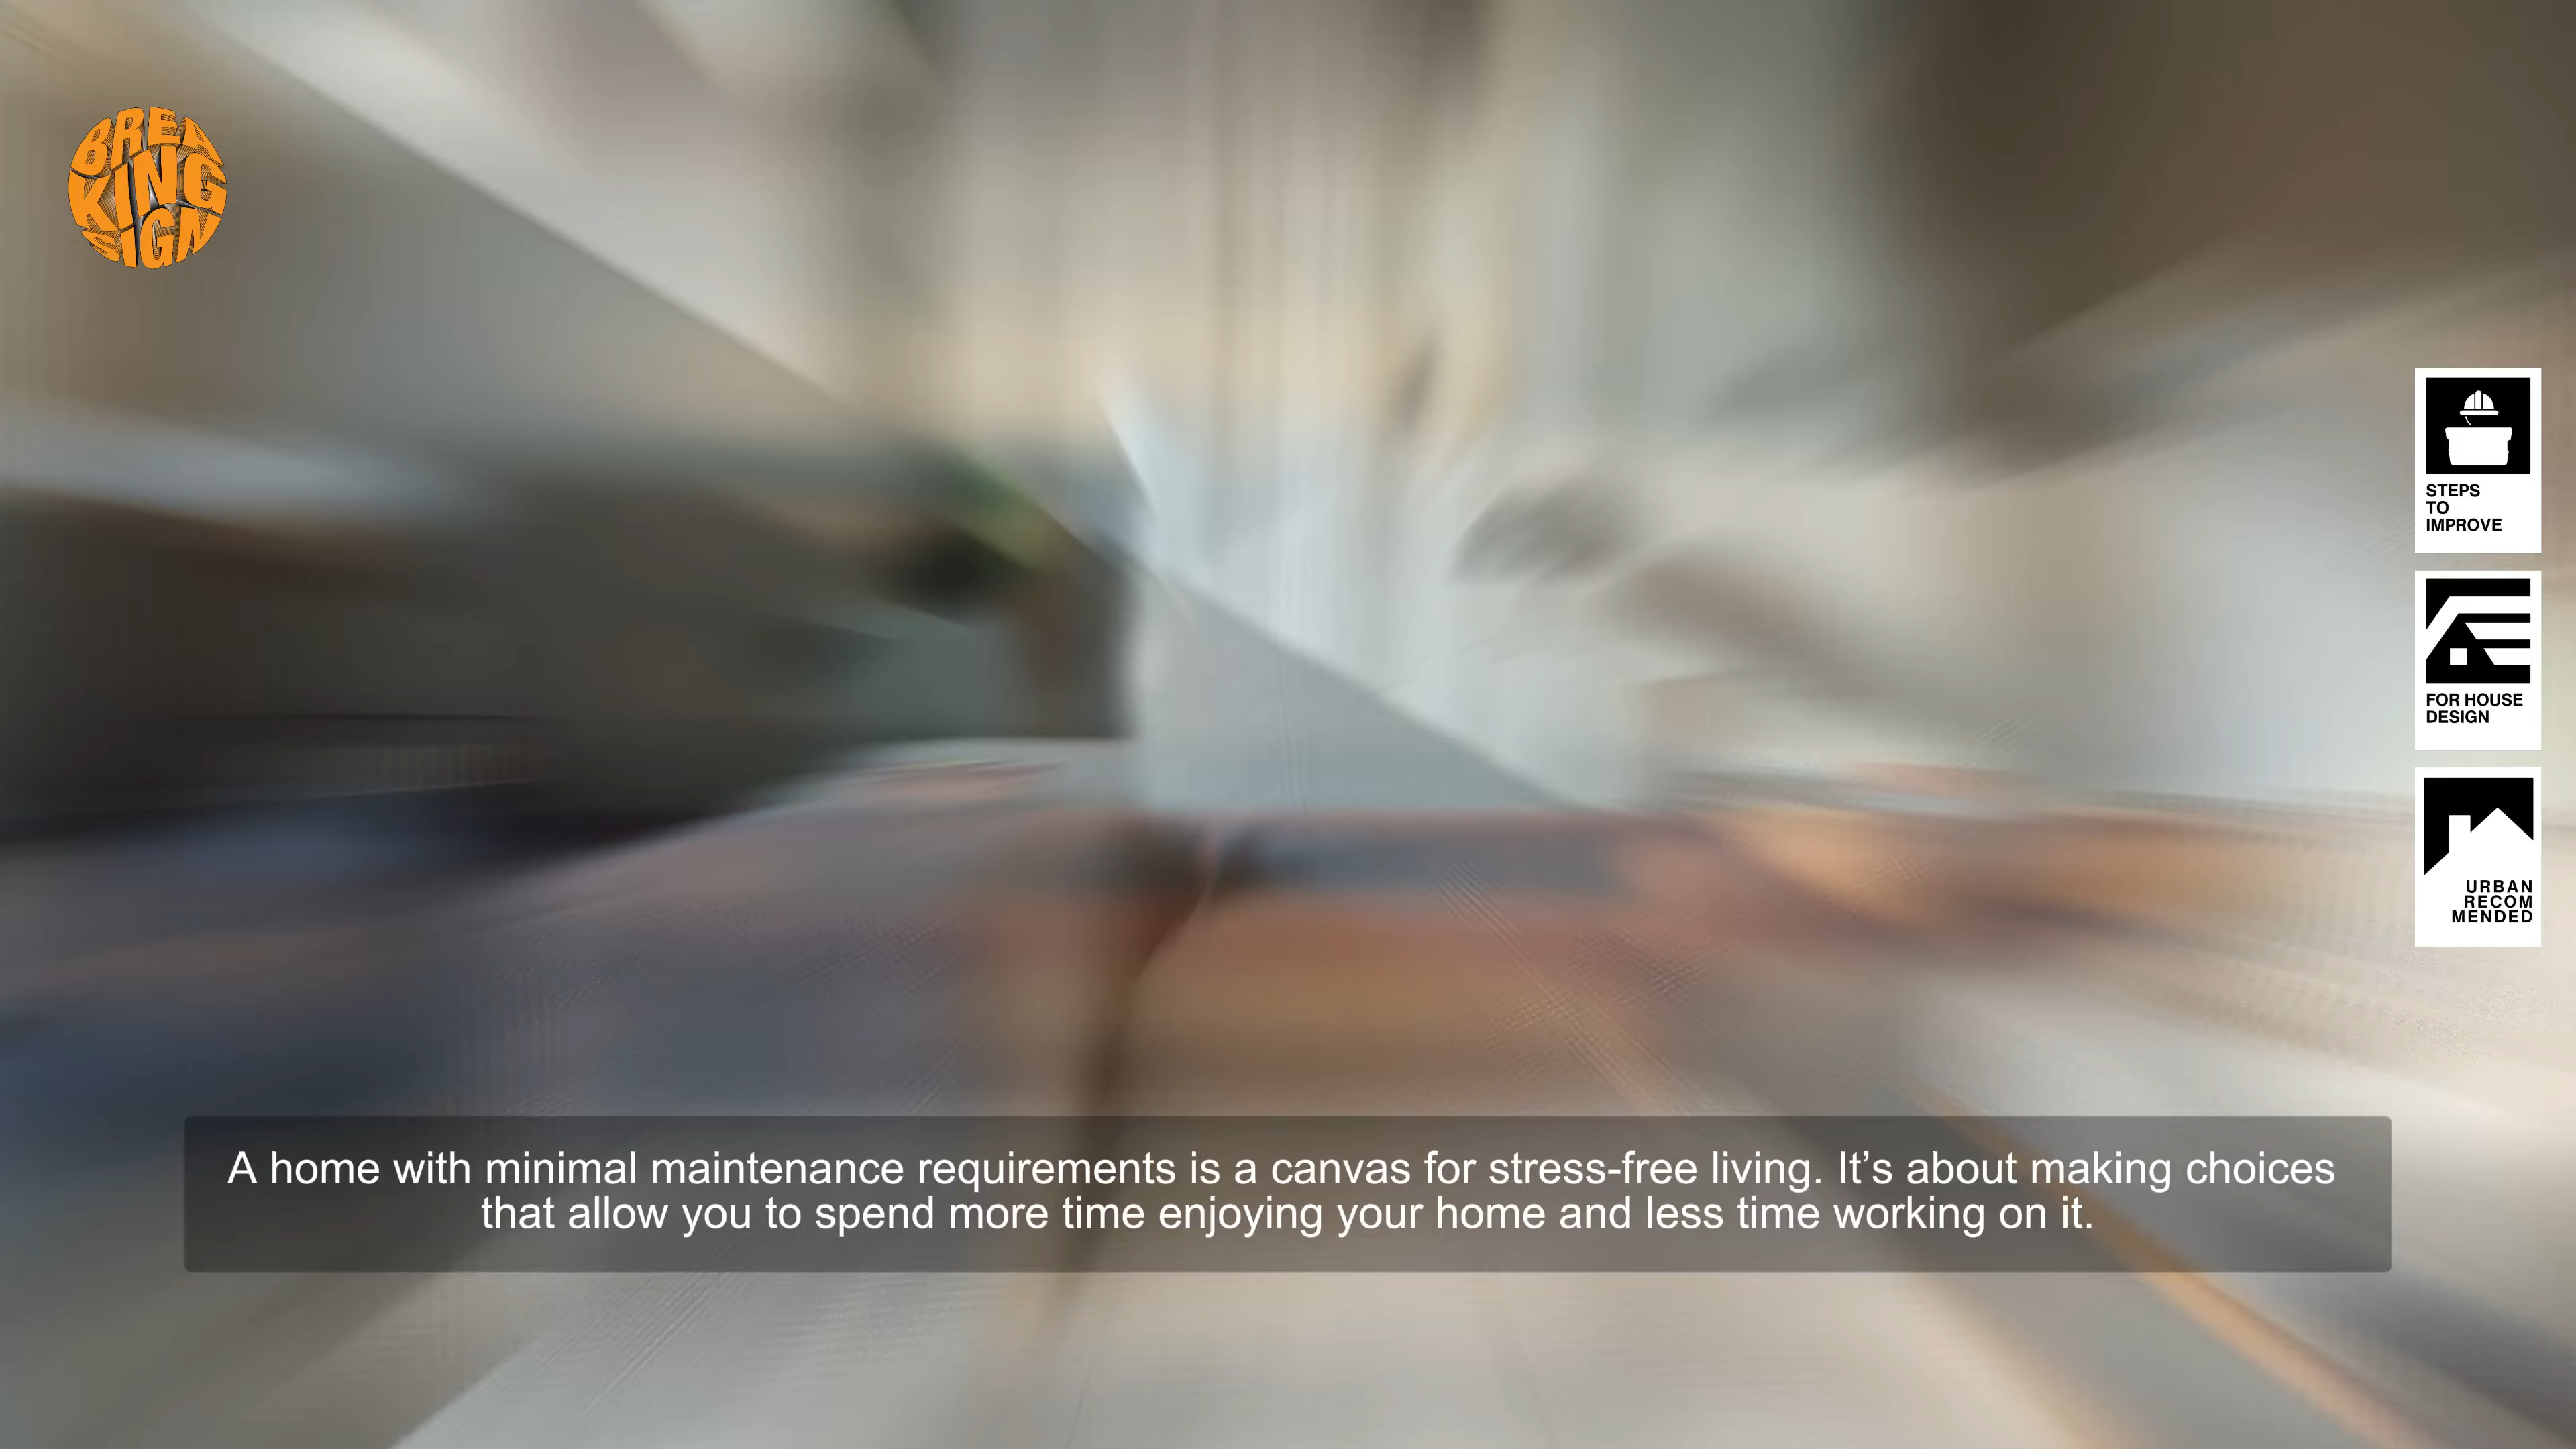 BREA
KING
SIGN
STEPS
TO
IMPROVE
FOR HOUSE
DESIGN
URBAN
RECOM
MENDED
A home with minimal maintenance requirements is a canvas for stress-free living. It’s about making choices
that allow you to spend more time enjoying your home and less time working on it.